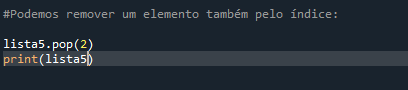 #Podemos remover um elemento também pelo índice:
lista5.pop(2)
print(lista5)